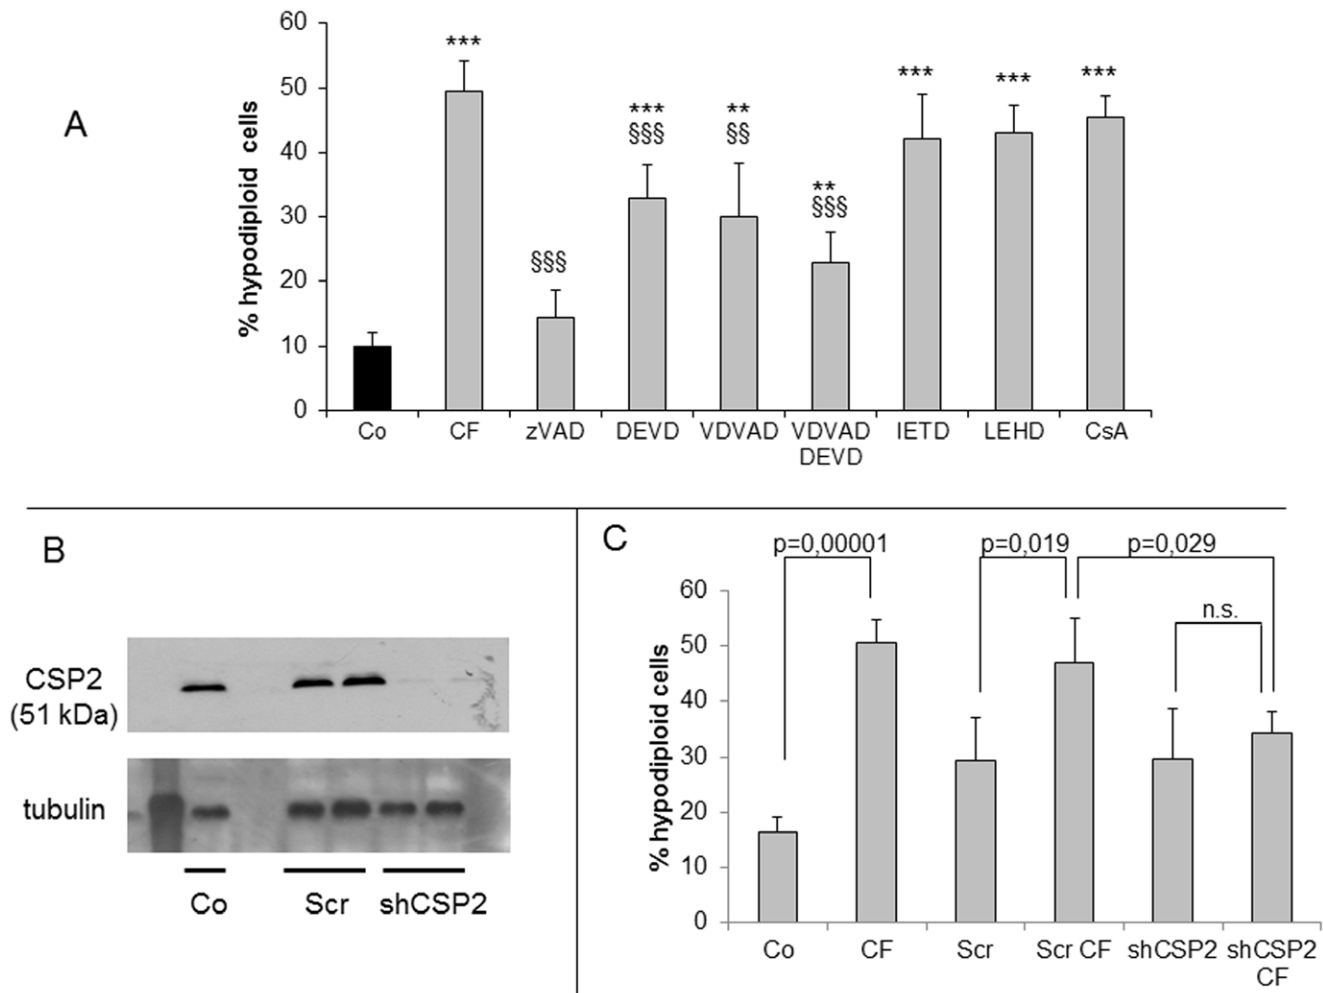 A
% hypodiploid cells
60
50
40
30
20
10
0
***
§§§
***
§§§
**
§§
**
§§§
***
***
***
Co CF zVAD DEVD VDVAD VDVAD IETD LEHD CsA
DEVD
B
CSP2
(51 kDa)
tubulin
Co Scr shCSP2
C
p=0,00001 p=0,019 p=0,029
n.s.
% hypodiploid cells
60
50
40
30
20
10
0
Co CF Scr Scr CF shCSP2 shCSP2
CF